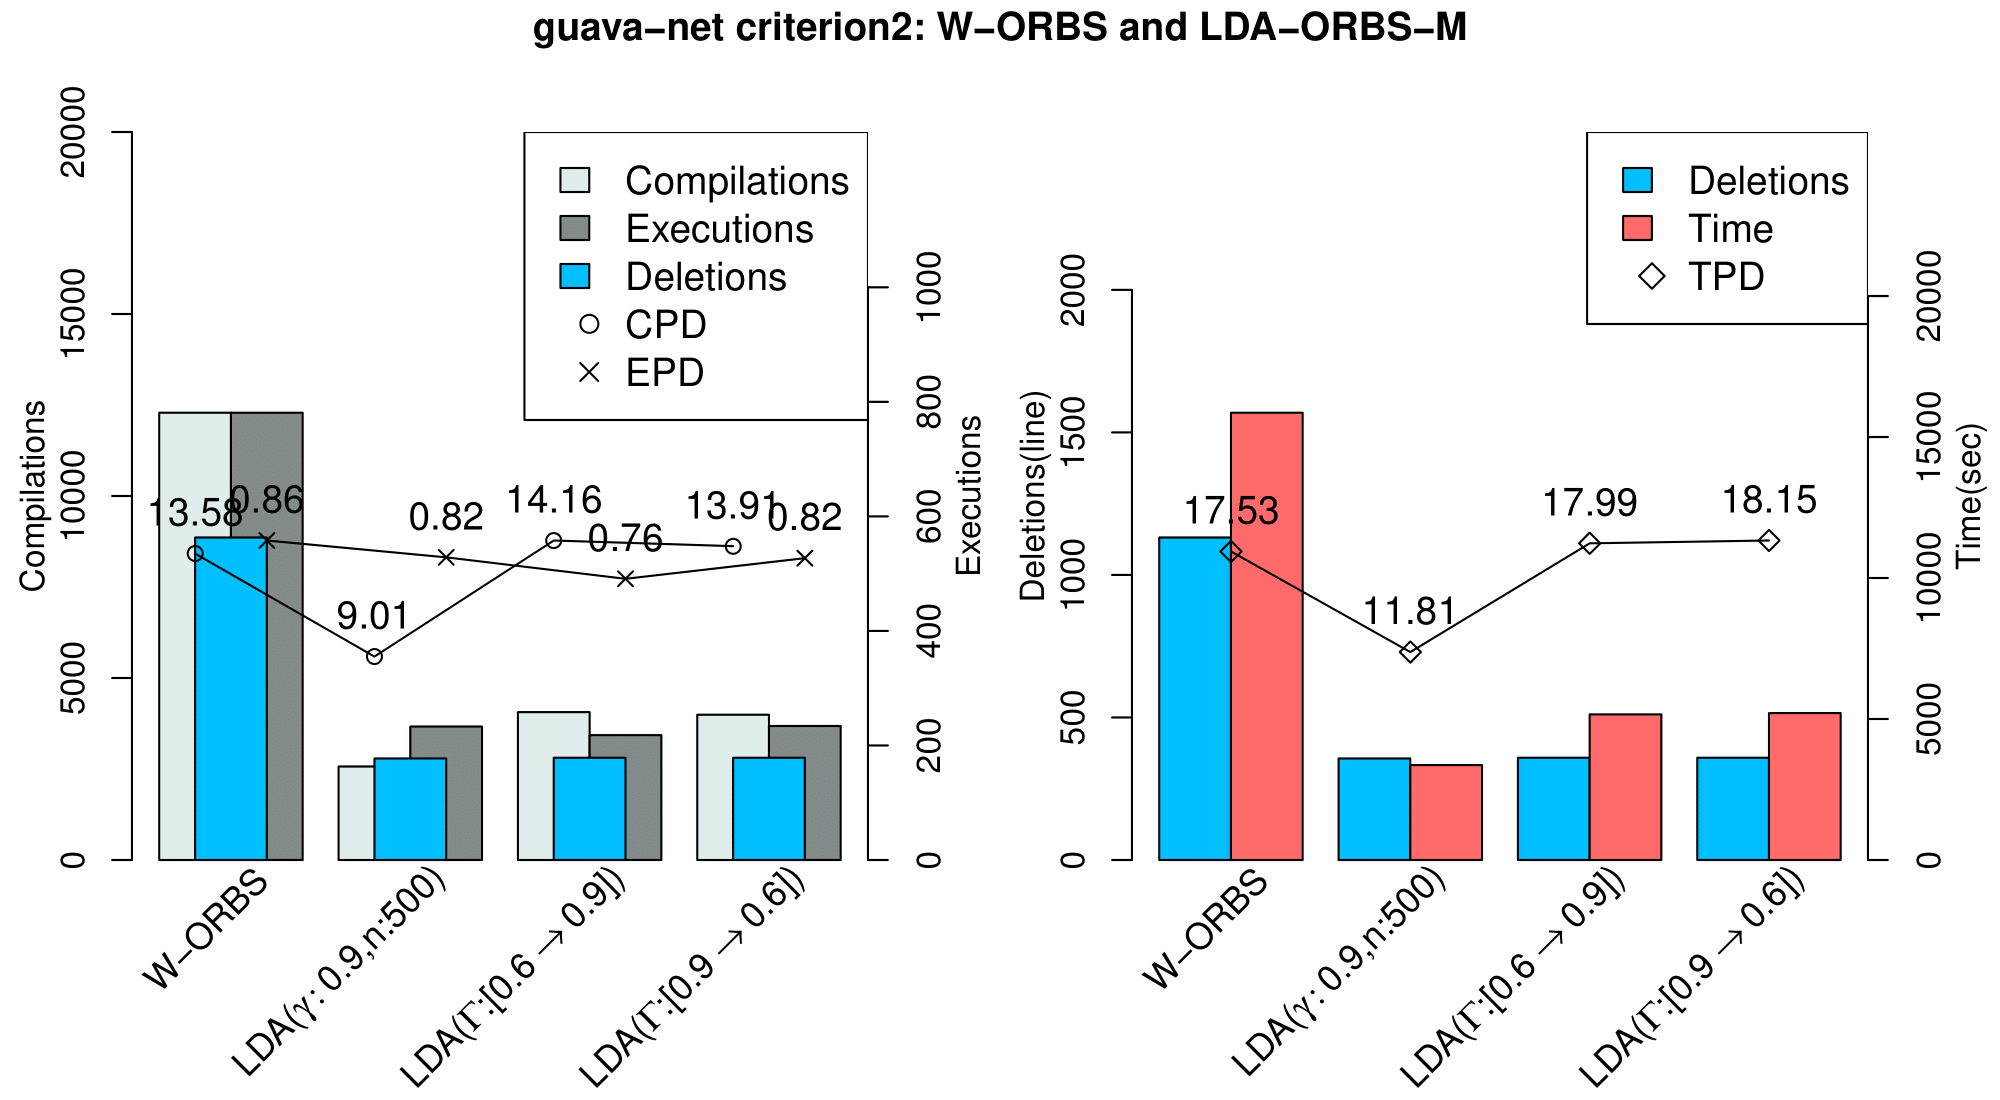 guava−net criterion2: W−ORBS and LDA−ORBS−M
Compilations
0
5000
10000
15000
20000
Compilations
Executions
Deletions
CPD
EPD
13.58
0.86
9.01
0.82
14.16
0.76
13.91
0.82
0
200
400
600
800
1000
Executions
W−ORBS
LDA(γ: 0.9,n:500)
LDA(Γ:[0.6 → 0.9])
LDA(Γ:[0.9 → 0.6])
Deletions(line)
0
500
1000
1500
2000
Deletions
Time
TPD
17.53
11.81
17.99
18.15
0
5000
10000
15000
20000
Time(sec)
W−ORBS
LDA(γ: 0.9,n:500)
LDA(Γ:[0.6 → 0.9])
LDA(Γ:[0.9 → 0.6])